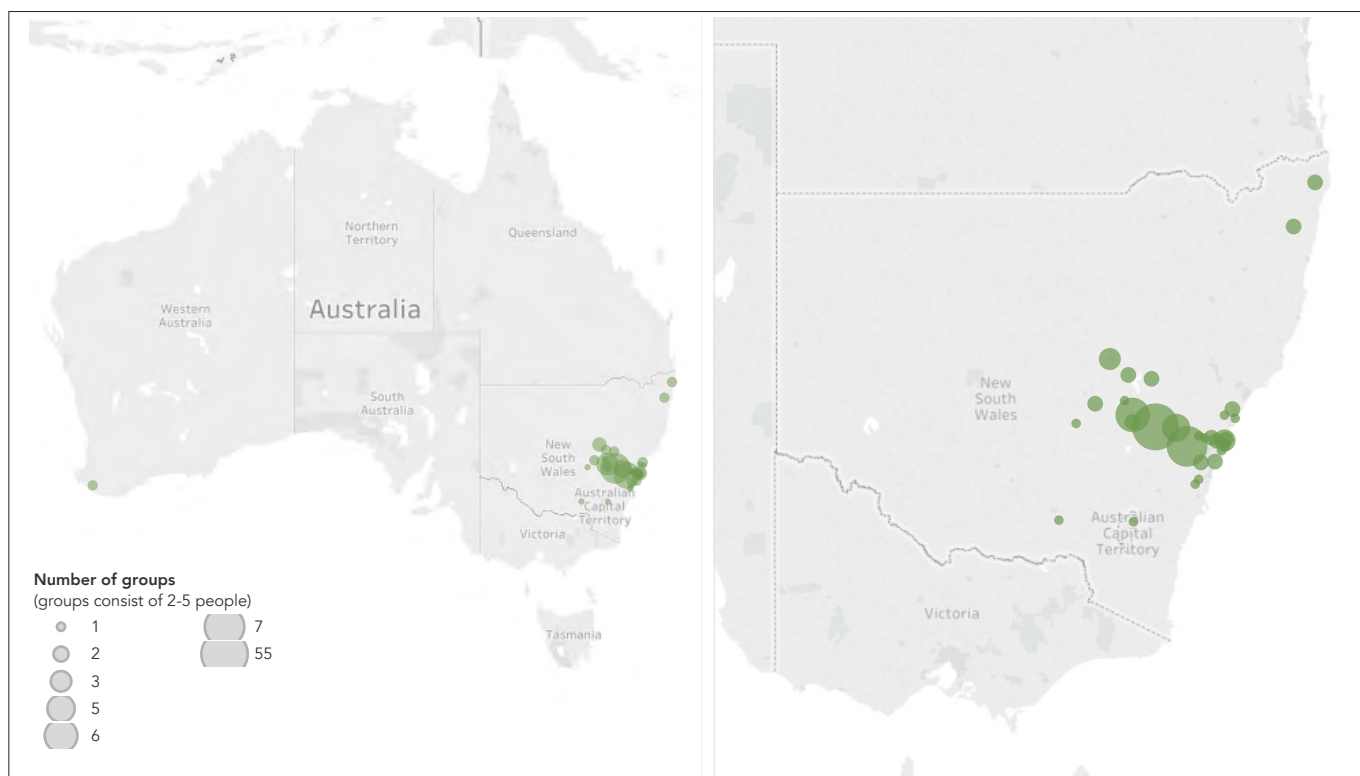 Northern
Territory
Queensland
Western
Australia
Australia
South
Australia
New
South
Wales
Australian
Capital
Territory
Victoria
Tasmania
Number of groups
(groups consist of 2-5 people)
1
2
3
5
6
7
55
New
South
Wales
Australian
Capital
Territory
Victoria